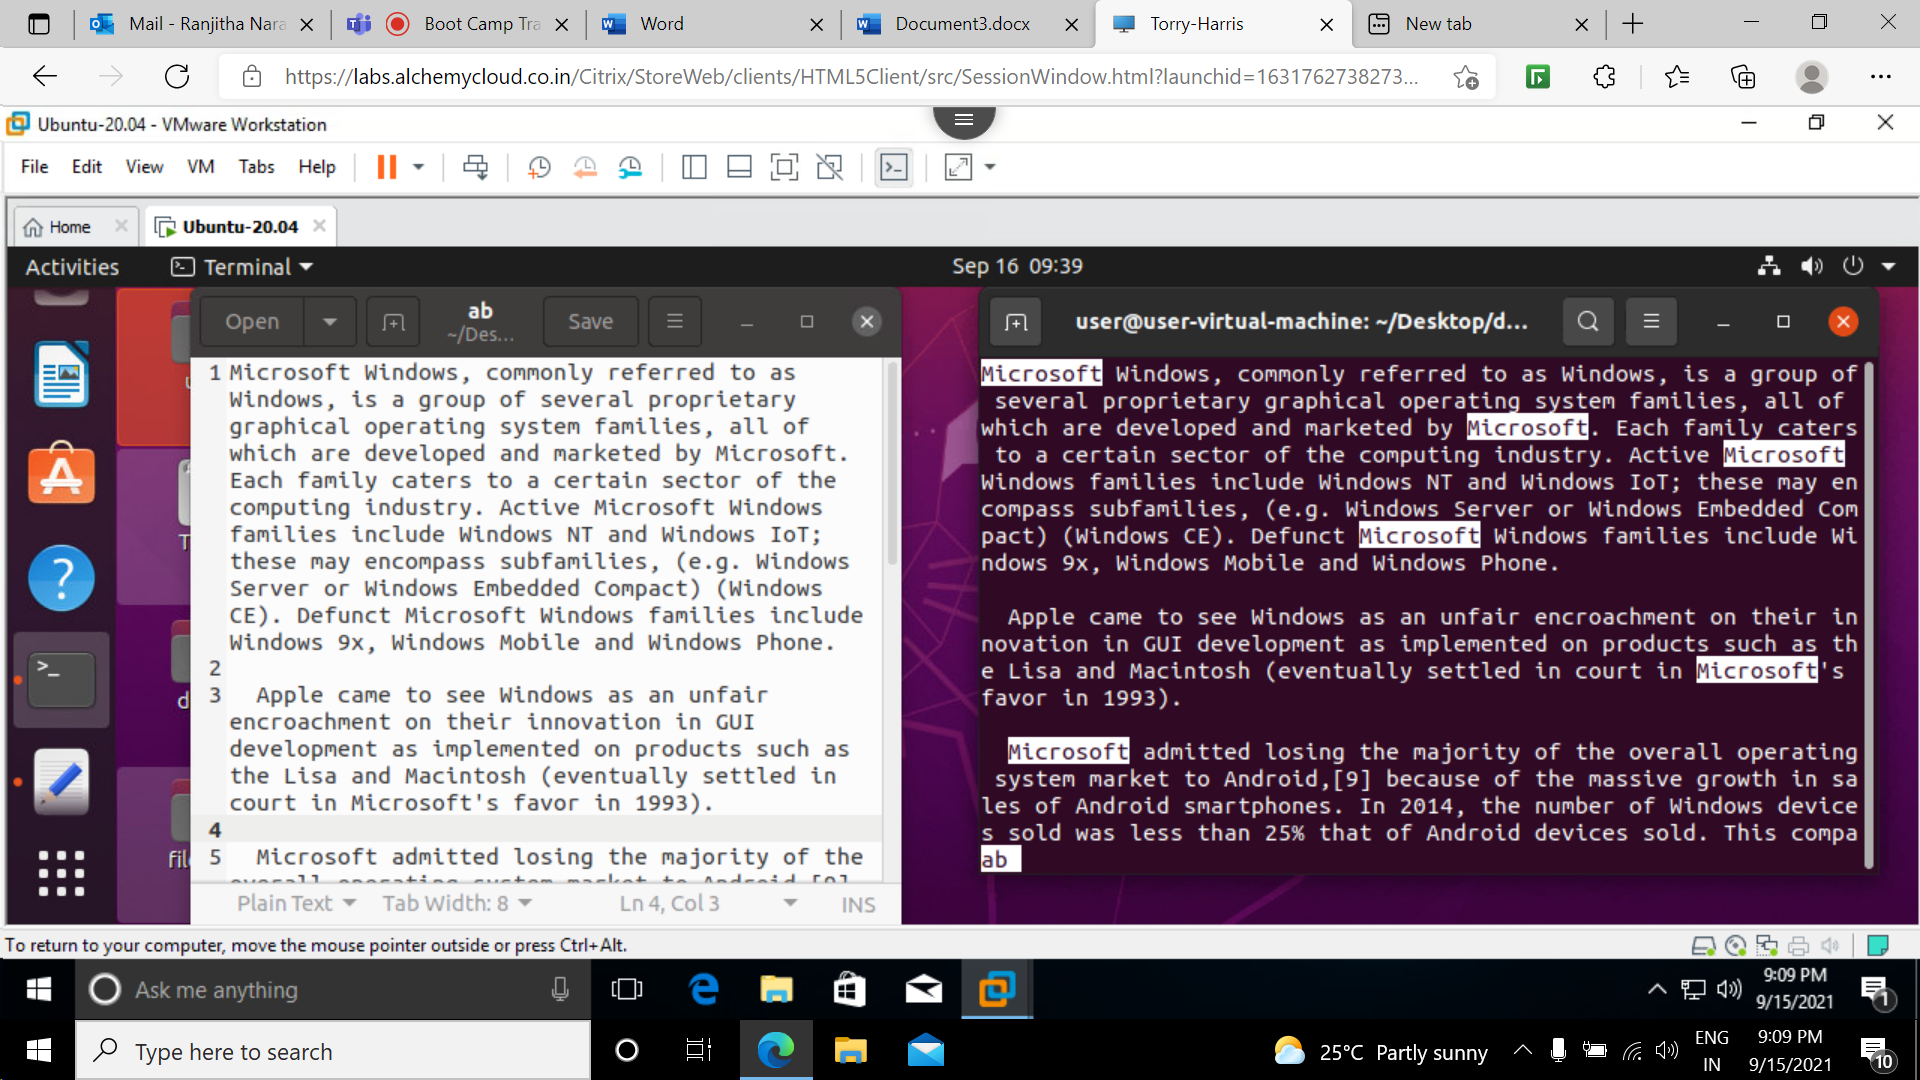 Mail - Ranjitha Nara
Boot Camp Tra
Word
Document3.docx
Torry-Harris
New tab
https://labs.alchemycloud.co.in/Citrix/StoreWeb/clients/HTML5Client/src/SessionWindow.html?launchid=1631762738273...
Ubuntu-20.04 - VMware Workstation
File Edit View VM Tabs Help
Home
Ubuntu-20.04
Activities
Terminal
Sep 16 09:39
Open
ab
~/Des...
Save
1 Microsoft Windows, commonly referred to as
Windows, is a group of several proprietary
graphical operating system families, all of
which are developed and marketed by Microsoft.
Each family caters to a certain sector of the
computing industry. Active Microsoft Windows
families include Windows NT and Windows IoT;
these may encompass subfamilies, (e.g. Windows
Server or Windows Embedded Compact) (Windows
CE). Defunct Microsoft Windows families include
Windows 9x, Windows Mobile and Windows Phone.
2
3 Apple came to see Windows as an unfair
encroachment on their innovation in GUI
development as implemented on products such as
the Lisa and Macintosh (eventually settled in
court in Microsoft's favor in 1993).
4
5 Microsoft admitted losing the majority of the
overall operating system market to Android,[9]
Plain Text Tab Width: 8 Ln 4, Col 3 INS
user@user-virtual-machine: ~/Desktop/d...
Microsoft Windows, commonly referred to as Windows, is a group of
several proprietary graphical operating system families, all of
which are developed and marketed by Microsoft. Each family caters
to a certain sector of the computing industry. Active Microsoft
Windows families include Windows NT and Windows IoT; these may en
compass subfamilies, (e.g. Windows Server or Windows Embedded Com
pact) (Windows CE). Defunct Microsoft Windows families include Wi
ndows 9x, Windows Mobile and Windows Phone.
Apple came to see Windows as an unfair encroachment on their in
novation in GUI development as implemented on products such as th
e Lisa and Macintosh (eventually settled in court in Microsoft's
favor in 1993).
Microsoft admitted losing the majority of the overall operating
system market to Android,[9] because of the massive growth in sa
les of Android smartphones. In 2014, the number of Windows device
s sold was less than 25% that of Android devices sold. This compa
ab
To return to your computer, move the mouse pointer outside or press Ctrl+Alt.
Ask me anything
9:09 PM
9/15/2021
1
Type here to search
25°C Partly sunny
ENG
IN
9:09 PM
9/15/2021
10